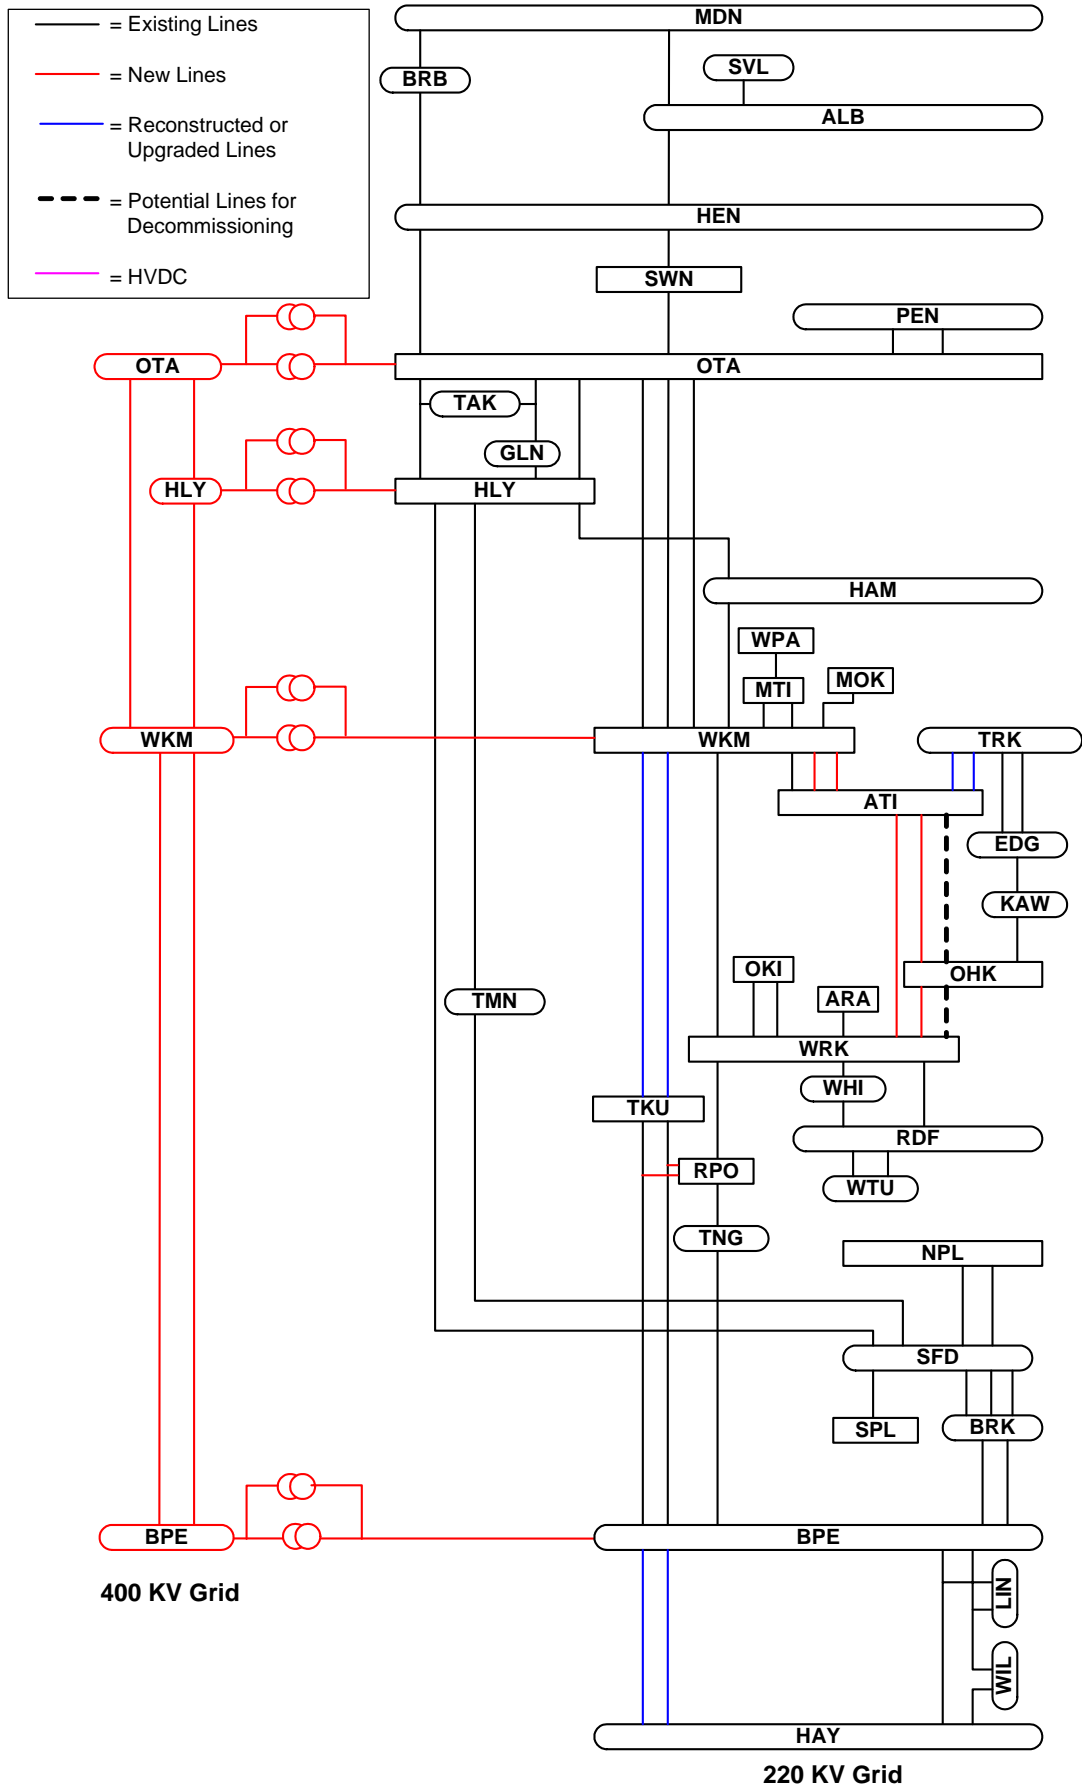 = Existing Lines
= New Lines
= Reconstructed or
Upgraded Lines
= Potential Lines for
Decommissioning
= HVDC
MDN
BRB
SVL
ALB
HEN
SWN
PEN
OTA
OTA
TAK
GLN
HLY
HLY
HAM
WPA
MTI
MOK
WKM
WKM
TRK
ATI
EDG
KAW
OKI
OHK
TMN
ARA
WRK
WHI
TKU
RDF
RPO
WTU
TNG
NPL
SFD
SPL
BRK
BPE
BPE
400 KV Grid
LIN
WIL
HAY
220 KV Grid